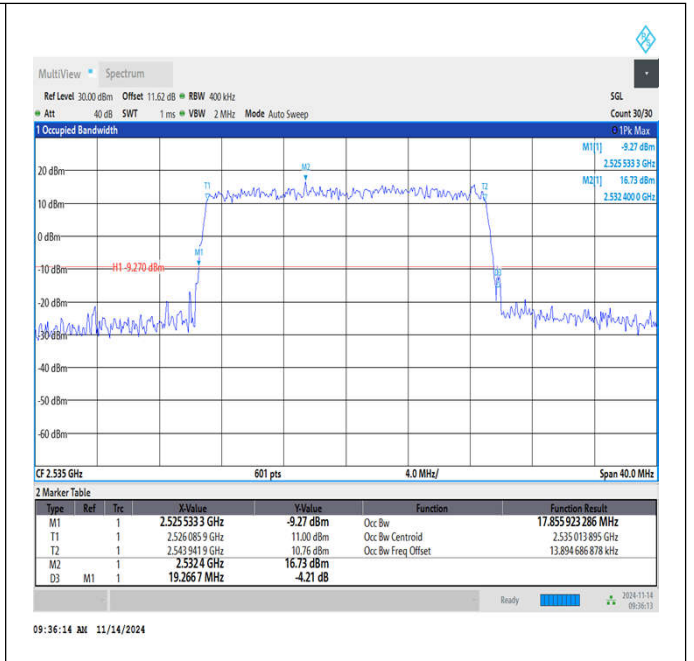 R&S
MultiView Spectrum
Ref Level 30.00 dBm Offset 11.62 dB RBW 400 kHz SGL
Att 40 dB SWT 1 ms VBW 2 MHz Mode Auto Sweep Count 30/30
1 Occupied Bandwidth 1Pk Max
M1[1] -9.27 dBm
2.525 533 3 GHz
M2[1] 16.73 dBm
2.532 400 0 GHz
20 dBm
M2
T1
T2
10 dBm
0 dBm
M1
H1 -9.270 dBm
-10 dBm
D3
-20 dBm
-30 dBm
-40 dBm
-50 dBm
-60 dBm
CF 2.535 GHz 601 pts 4.0 MHz/ Span 40.0 MHz
2 Marker Table
Type Ref Trc X-Value Y-Value Function Function Result
M1 1 2.525 533 3 GHz -9.27 dBm Occ Bw 17.855 923 286 MHz
T1 1 2.526 085 9 GHz 11.00 dBm Occ Bw Centroid 2.535 013 895 GHz
T2 1 2.543 941 9 GHz 10.76 dBm Occ Bw Freq Offset 13.894 686 878 kHz
M2 1 2.532 4 GHz 16.73 dBm
D3 M1 1 19.266 7 MHz -4.21 dB
Ready 2024-11-14
09:36:13
09:36:14 AM 11/14/2024